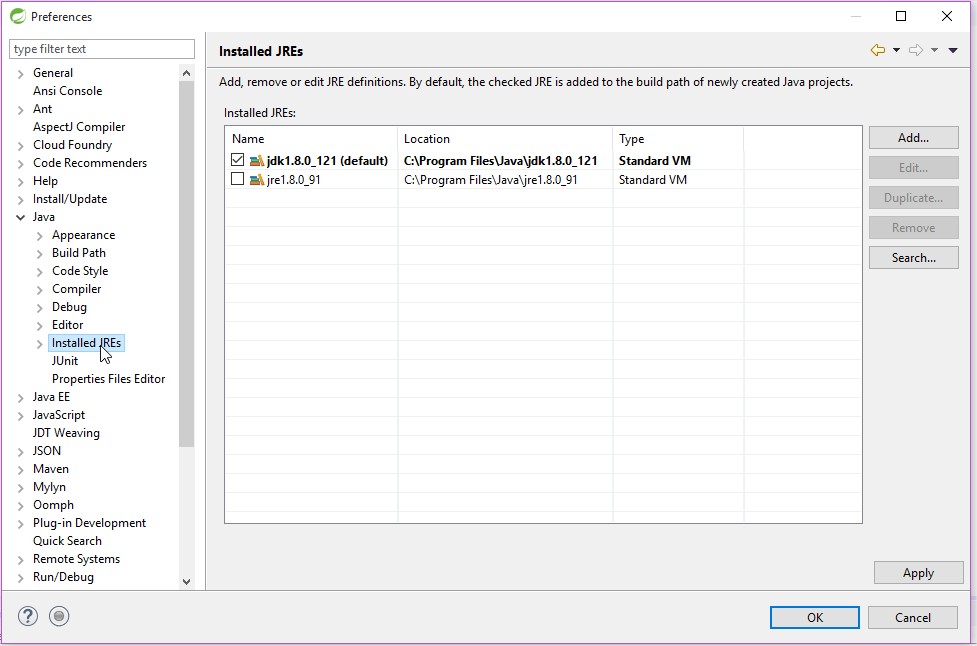 Preferences
type filter text
General
Ansi Console
Ant
AspectJ Compiler
Cloud Foundry
Code Recommenders
Help
Install/Update
Java
Appearance
Build Path
Code Style
Compiler
Debug
Editor
Installed JREs
JUnit
Properties Files Editor
Java EE
JavaScript
JDT Weaving
JSON
Maven
Mylyn
Oomph
Plug-in Development
Quick Search
Remote Systems
Run/Debug
Installed JREs
Add, remove or edit JRE definitions. By default, the checked JRE is added to the build path of newly created Java projects.
Installed JREs:
Name Location Type
jdk1.8.0_121 (default) C:\Program Files\Java\jdk1.8.0_121 Standard VM
jre1.8.0_91 C:\Program Files\Java\jre1.8.0_91 Standard VM
Add...
Edit...
Duplicate...
Remove
Search...
Apply
?
OK Cancel